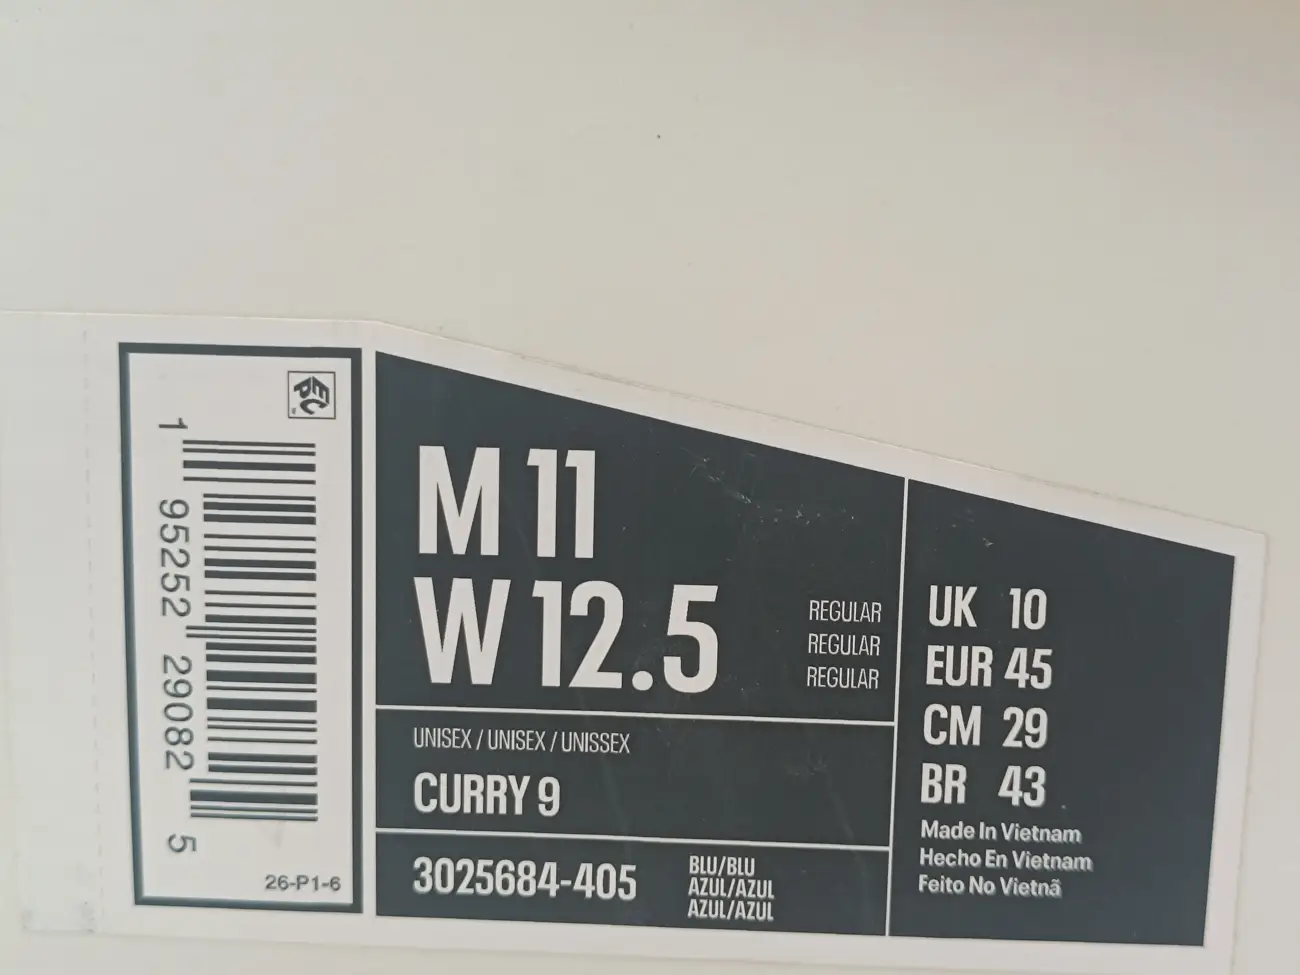 EPC
1 95252 29082 5
26-P1-6
M 11
W 12.5
REGULAR
REGULAR
REGULAR
UNISEX / UNISEX / UNISSEX
CURRY 9
3025684-405
BLU/BLU
AZUL/AZUL
AZUL/AZUL
UK 10
EUR 45
CM 29
BR 43
Made In Vietnam
Hecho En Vietnam
Feito No Vietnã